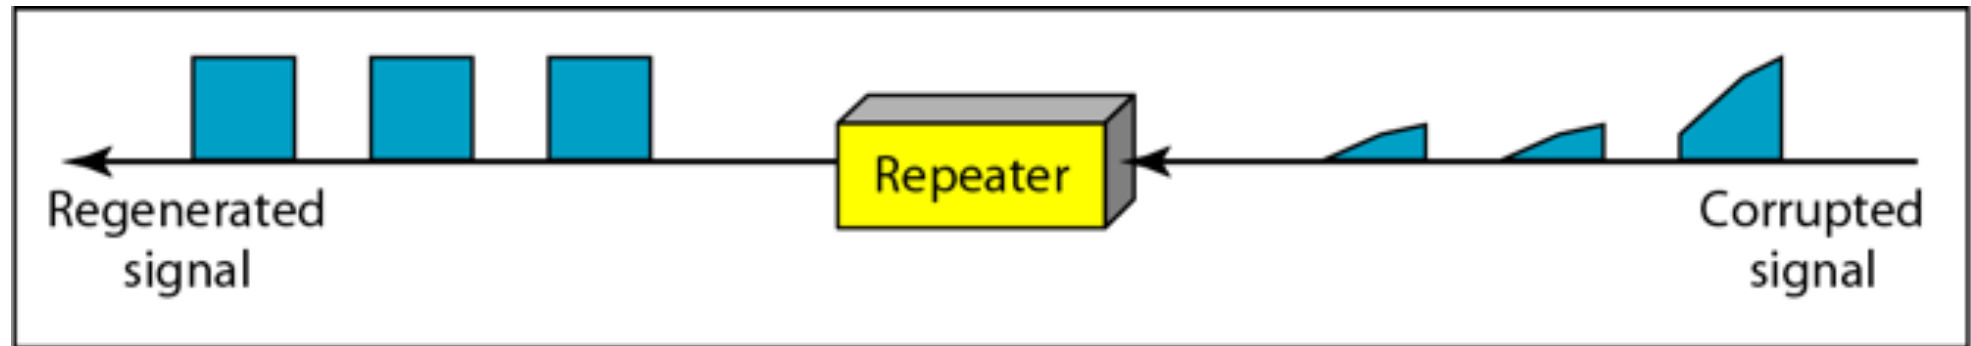 Repeater
Regenerated
signal
Corrupted
signal